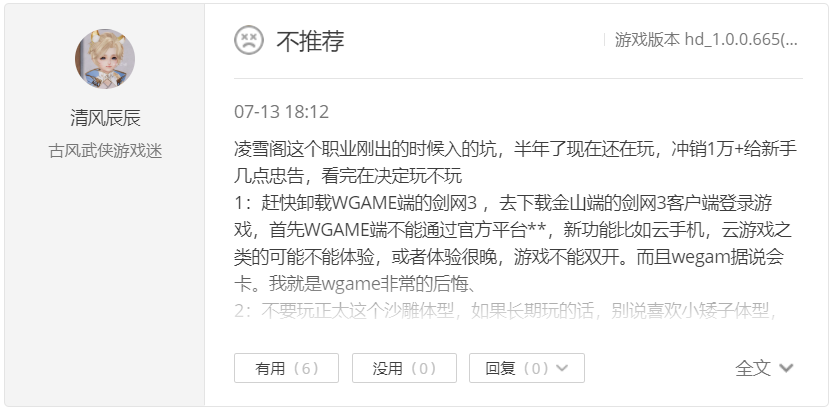 不推荐
游戏版本 hd_1.0.0.665(...
清风辰辰
古风武侠游戏迷
07-13 18:12
凌雪阁这个职业刚出的时候入的坑，半年了现在还在玩，冲销1万+给新手
几点忠告，看完在决定玩不玩
1：赶快卸载WGAME端的剑网3 ，去下载金山端的剑网3客户端登录游
戏，首先WGAME端不能通过官方平台**，新功能比如云手机，云游戏之
类的可能不能体验，或者体验很晚，游戏不能双开。而且wegam据说会
卡。我就是wgame非常的后悔、
2：不要玩正太这个沙雕体型，如果长期玩的话，别说喜欢小矮子体型，
有用 (6)
没用 (0)
回复 (0)
全文